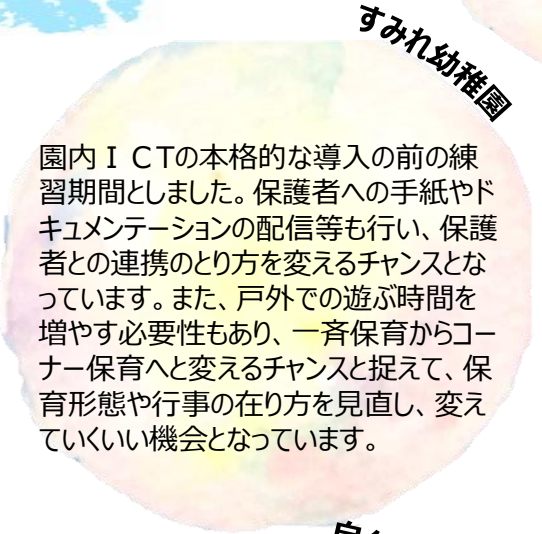 すみれ幼稚園
園内ＩＣTの本格的な導入の前の練
習期間としました。保護者への手紙やド
キュメンテーションの配信等も行い、保護
者との連携のとり方を変えるチャンスとな
っています。また、戸外での遊ぶ時間を
増やす必要性もあり、一斉保育からコー
ナー保育へと変えるチャンスと捉えて、保
育形態や行事の在り方を見直し、変え
ていくいい機会となっています。